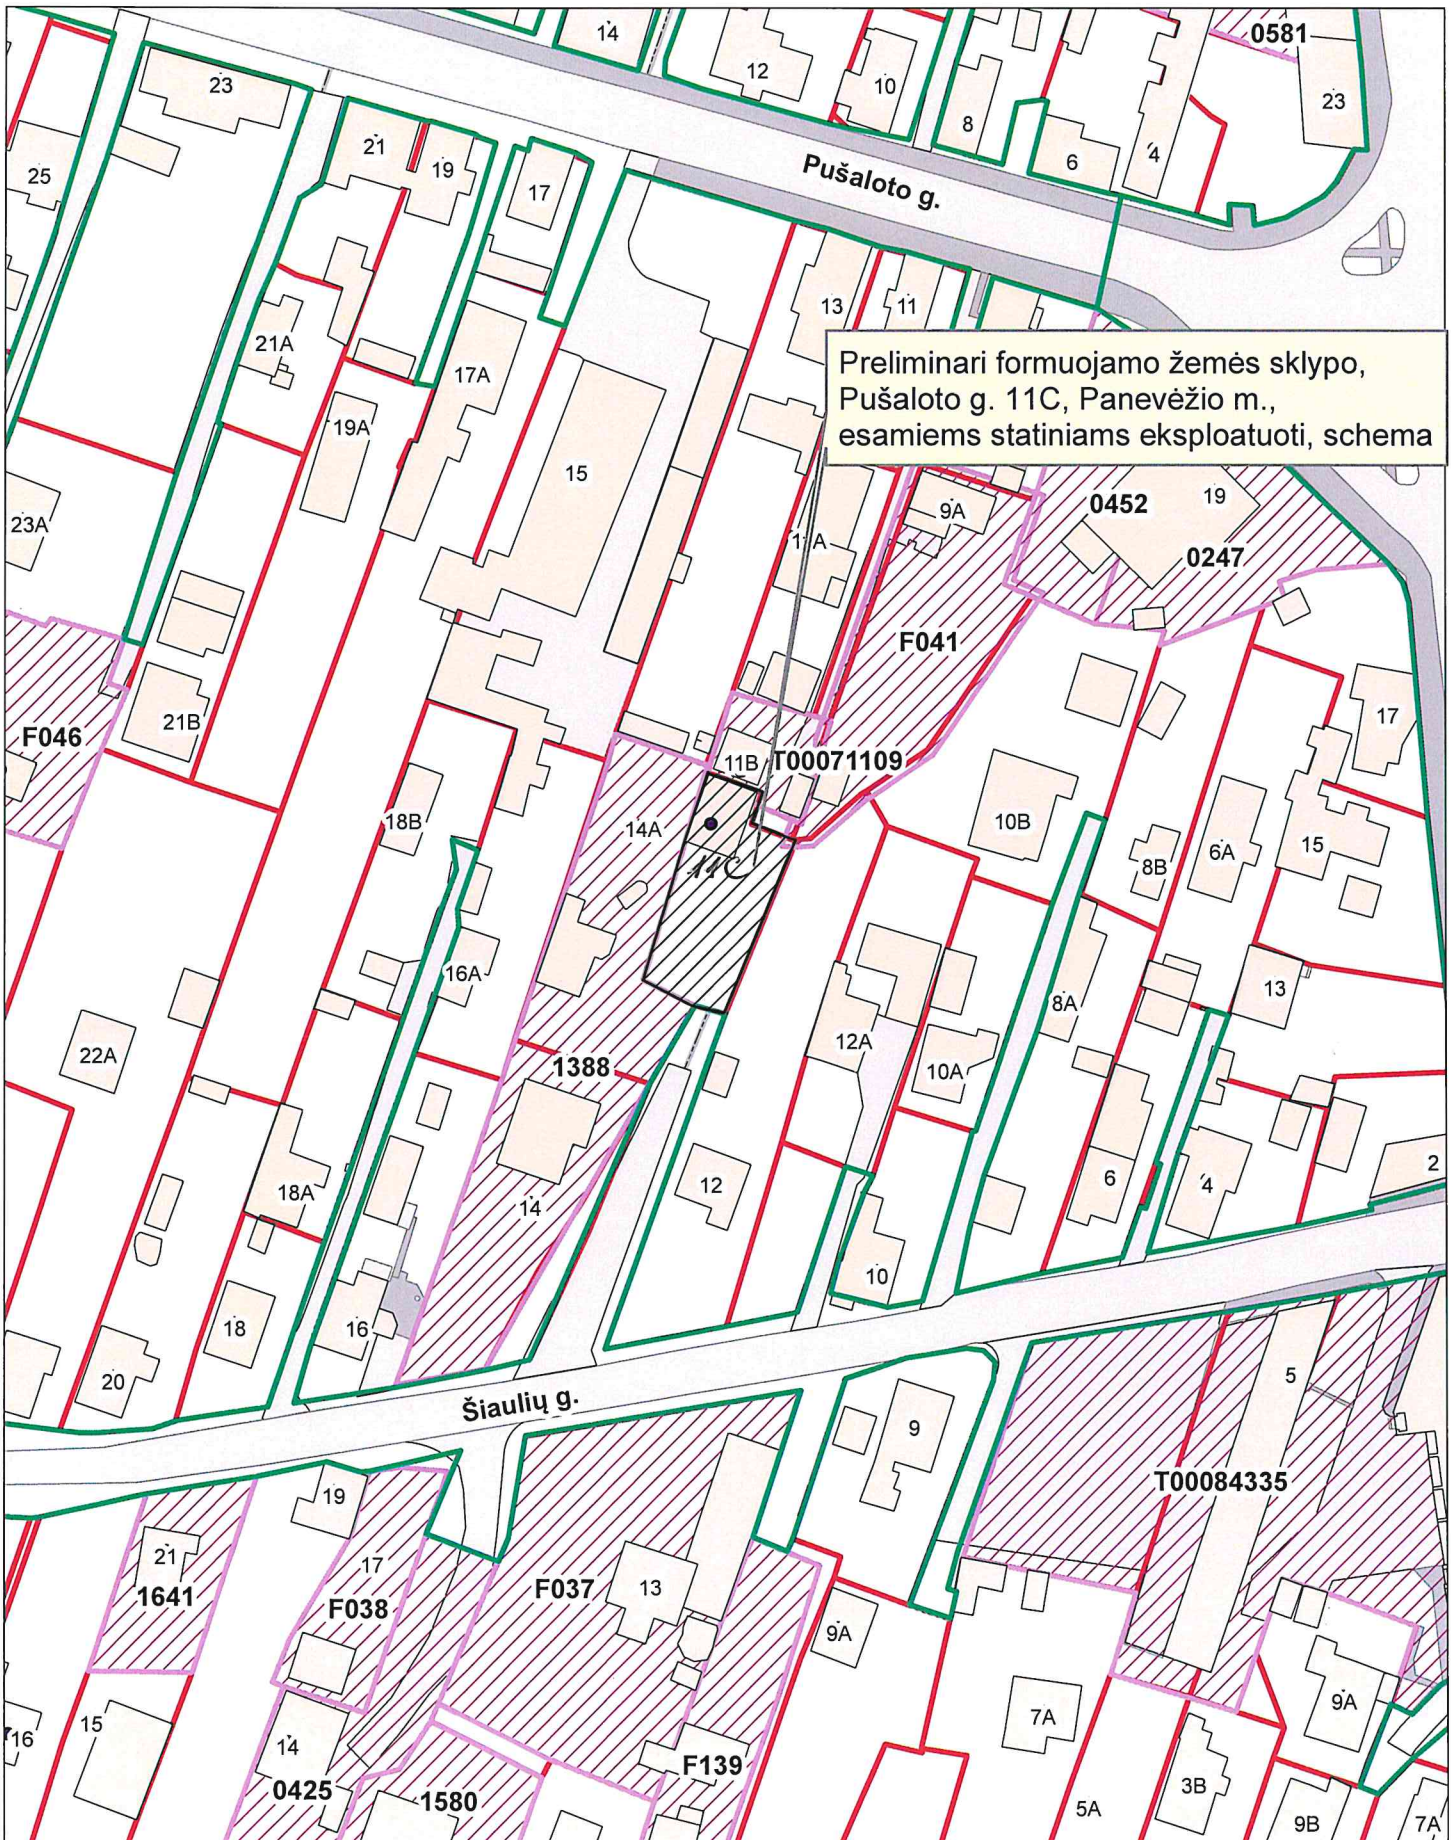 14
12
10
8
6
4
0581
23
23
21
19
17
25
Pušaloto g.
13
11
21A
17A
19A
15
Preliminari formuojamo žemės sklypo,
Pušaloto g. 11C, Panevėžio m.,
esamiems statiniams eksploatuoti, schema
23A
11A
9A
0452
19
0247
F041
F046
21B
17
11B
T00071109
18B
14A
11C
10B
8B
6A
15
16A
8A
13
22A
12A
10A
1388
18A
14
12
6
4
2
10
18
16
20
5
Šiaulių g.
9
T00084335
19
21
1641
17
F038
F037
13
9A
9A
16
15
14
0425
1580
F139
7A
5A
3B
9B
7A